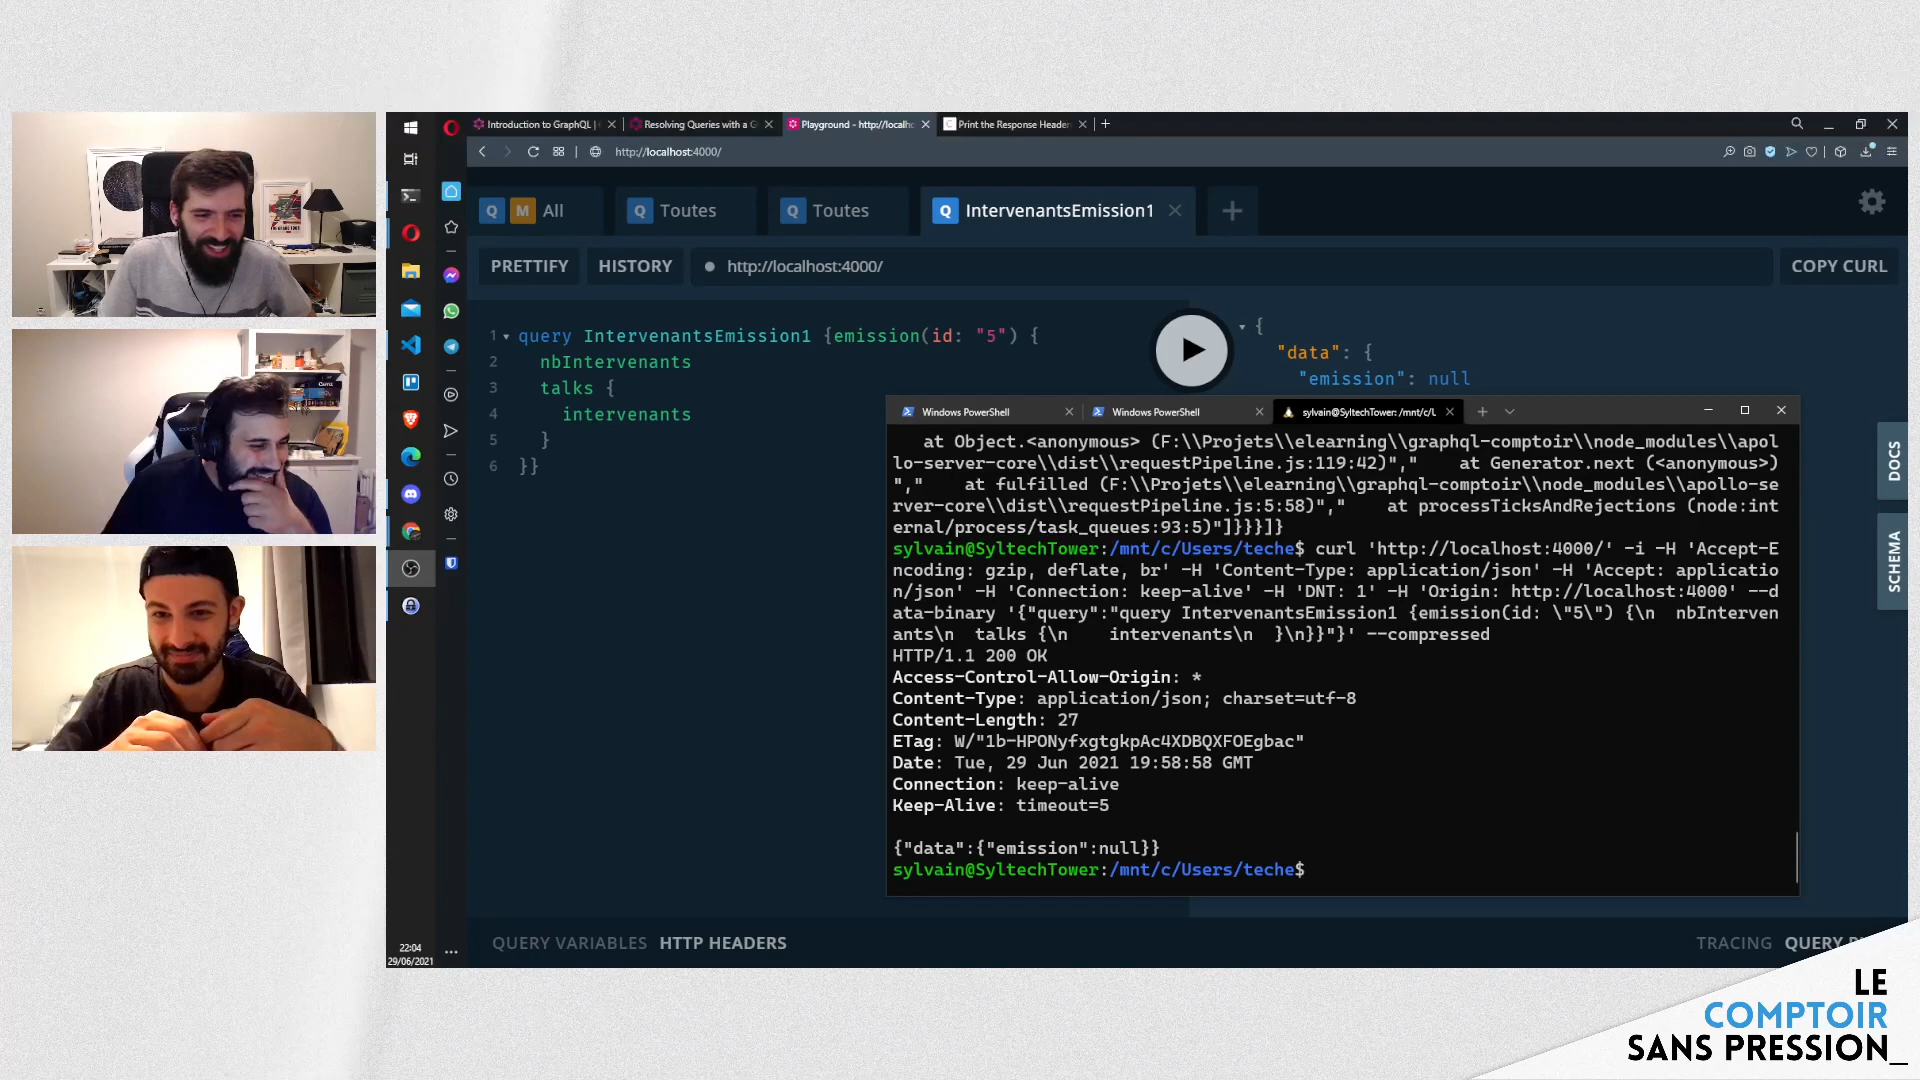 Introduction to GraphQL |
Resolving Queries with a G
Playground - http://localh
Print the Response Header
http://localhost:4000/
Q M All
Q Toutes
Q Toutes
Q IntervenantsEmission1
PRETTIFY
HISTORY
http://localhost:4000/
COPY CURL
1 query IntervenantsEmission1 {emission(id: "5") {
2 nbIntervenants
3 talks {
4 intervenants
5 }
6 }}
{
"data": {
"emission": null
DOCS
SCHEMA
Windows PowerShell
Windows PowerShell
sylvain@SyltechTower: /mnt/c/U
at Object.<anonymous> (F:\\Projets\\elearning\\graphql-comptoir\\node_modules\\apol
lo-server-core\\dist\\requestPipeline.js:119:42)","    at Generator.next (<anonymous>)
","    at fulfilled (F:\\Projets\\elearning\\graphql-comptoir\\node_modules\\apollo-se
rver-core\\dist\\requestPipeline.js:5:58)","    at processTicksAndRejections (node:int
ernal/process/task_queues:93:5)"]}}}]}
sylvain@SyltechTower:/mnt/c/Users/teche$ curl 'http://localhost:4000/' -i -H 'Accept-E
ncoding: gzip, deflate, br' -H 'Content-Type: application/json' -H 'Accept: applicatio
n/json' -H 'Connection: keep-alive' -H 'DNT: 1' -H 'Origin: http://localhost:4000' --d
ata-binary '{"query":"query IntervenantsEmission1 {emission(id: \"5\") {\n  nbInterven
ants\n  talks {\n    intervenants\n  }\n}}"}' --compressed
HTTP/1.1 200 OK
Access-Control-Allow-Origin: *
Content-Type: application/json; charset=utf-8
Content-Length: 27
ETag: W/"1b-HPONyfxgtgkpAc4XDBQXFOEgbac"
Date: Tue, 29 Jun 2021 19:58:58 GMT
Connection: keep-alive
Keep-Alive: timeout=5
{"data":{"emission":null}}
sylvain@SyltechTower:/mnt/c/Users/teche$
QUERY VARIABLES HTTP HEADERS
TRACING QUERY
22:04
29/06/2021
LE
COMPTOIR
SANS PRESSION_